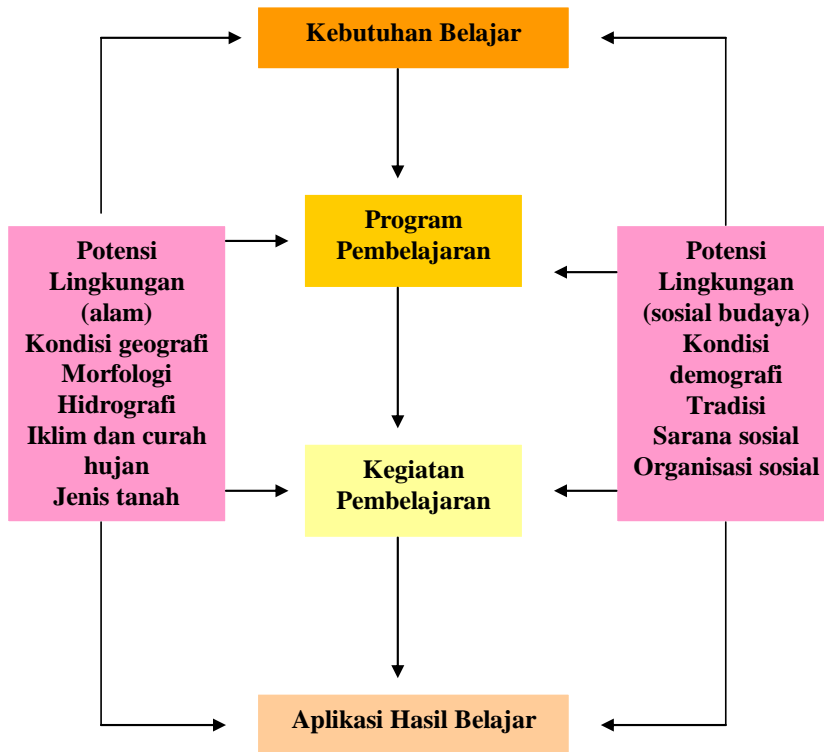 Kebutuhan Belajar
Program
Pembelajaran
Potensi
Lingkungan
(alam)
Kondisi geografi
Morfologi
Hidrografi
Iklim dan curah
hujan
Jenis tanah
Potensi
Lingkungan
(sosial budaya)
Kondisi
demografi
Tradisi
Sarana sosial
Organisasi sosial
Kegiatan
Pembelajaran
Aplikasi Hasil Belajar